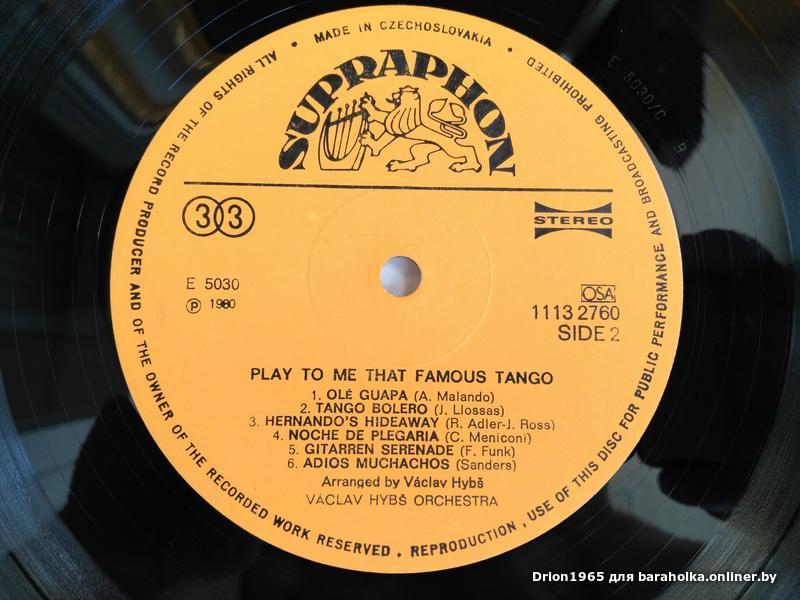 MADE IN CZECHOSLOVAKIA
ALL RIGHTS OF THE RECORD PRODUCER AND OF THE OWNER OF THE RECORDED WORK RESERVED . REPRODUCTION , USE OF THIS DISC FOR PUBLIC PERFORMANCE AND BROADCASTING PROHIBITED
SUPRAPHON
33
STEREO
E 5030
Ⓟ 1980
OSA
1113 2760
SIDE 2
PLAY TO ME THAT FAMOUS TANGO
1. OLÉ GUAPA (A. Malando)
2. TANGO BOLERO (J. Llossas)
3. HERNANDO'S HIDEAWAY (R. Adler-J. Ross)
4. NOCHE DE PLEGARIA (C. Meniconi)
5. GITARREN SERENADE (F. Funk)
6. ADIOS MUCHACHOS (Sanders)
Arranged by Václav Hybš
VÁCLAV HYBŠ ORCHESTRA
E 5030/C
Drion1965 для baraholka.onliner.by